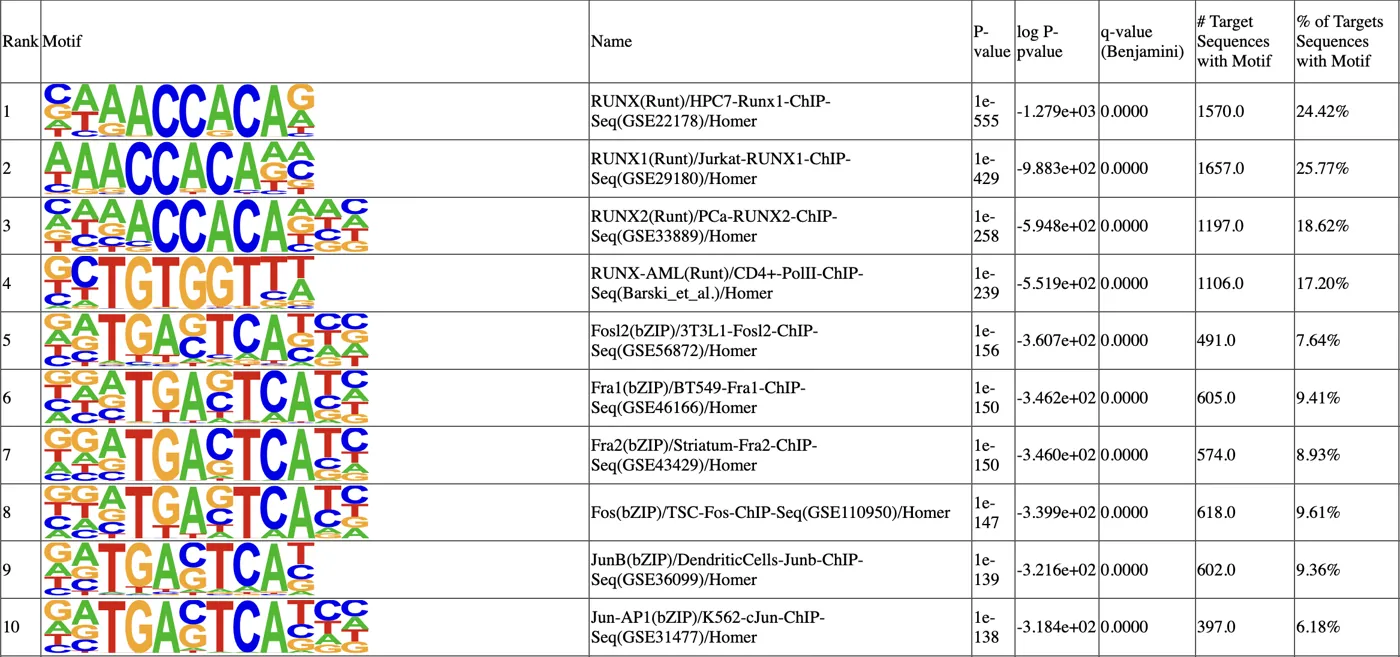 Rank Motif Name P-value log P-pvalue q-value (Benjamini) # Target Sequences with Motif % of Targets Sequences with Motif
1 RUNX(Runt)/HPC7-Runx1-ChIP-Seq(GSE22178)/Homer 1e-555 -1.279e+03 0.0000 1570.0 24.42%
2 RUNX1(Runt)/Jurkat-RUNX1-ChIP-Seq(GSE29180)/Homer 1e-429 -9.883e+02 0.0000 1657.0 25.77%
3 RUNX2(Runt)/PCa-RUNX2-ChIP-Seq(GSE33889)/Homer 1e-258 -5.948e+02 0.0000 1197.0 18.62%
4 RUNX-AML(Runt)/CD4+-PolII-ChIP-Seq(Barski_et_al.)/Homer 1e-239 -5.519e+02 0.0000 1106.0 17.20%
5 Fosl2(bZIP)/3T3L1-Fosl2-ChIP-Seq(GSE56872)/Homer 1e-156 -3.607e+02 0.0000 491.0 7.64%
6 Fra1(bZIP)/BT549-Fra1-ChIP-Seq(GSE46166)/Homer 1e-150 -3.462e+02 0.0000 605.0 9.41%
7 Fra2(bZIP)/Striatum-Fra2-ChIP-Seq(GSE43429)/Homer 1e-150 -3.460e+02 0.0000 574.0 8.93%
8 Fos(bZIP)/TSC-Fos-ChIP-Seq(GSE110950)/Homer 1e-147 -3.399e+02 0.0000 618.0 9.61%
9 JunB(bZIP)/DendriticCells-Junb-ChIP-Seq(GSE36099)/Homer 1e-139 -3.216e+02 0.0000 602.0 9.36%
10 Jun-AP1(bZIP)/K562-cJun-ChIP-Seq(GSE31477)/Homer 1e-138 -3.184e+02 0.0000 397.0 6.18%